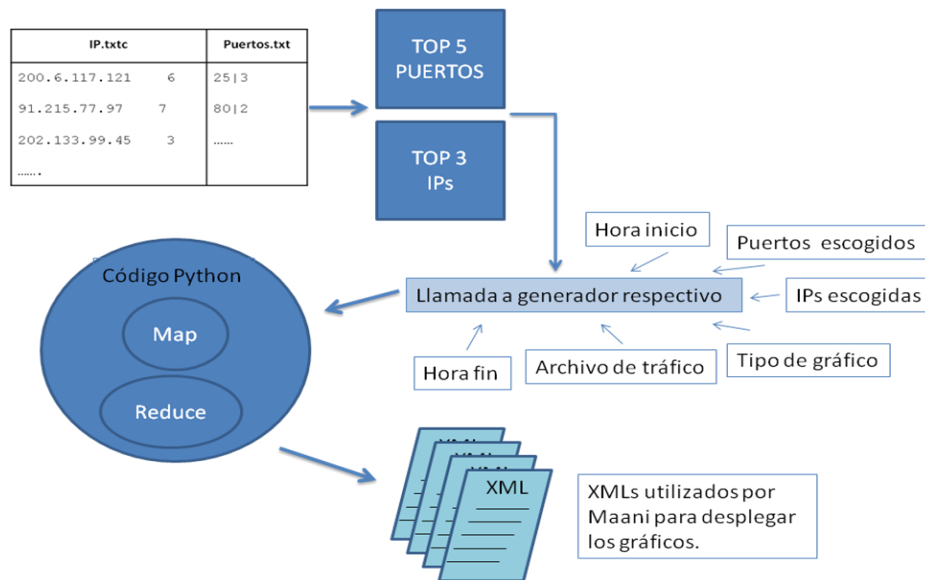 IP.txtc
Puertos.txt
200.6.117.121 6
25|3
91.215.77.97 7
80|2
202.133.99.45 3
……
…….
TOP 5
PUERTOS
TOP 3
IPs
Hora inicio
Puertos escogidos
Llamada a generador respectivo
IPs escogidas
Hora fin
Archivo de tráfico
Tipo de gráfico
Código Python
Map
Reduce
XML
XML
XML
XML
XMLs utilizados por
Maani para desplegar
los gráficos.